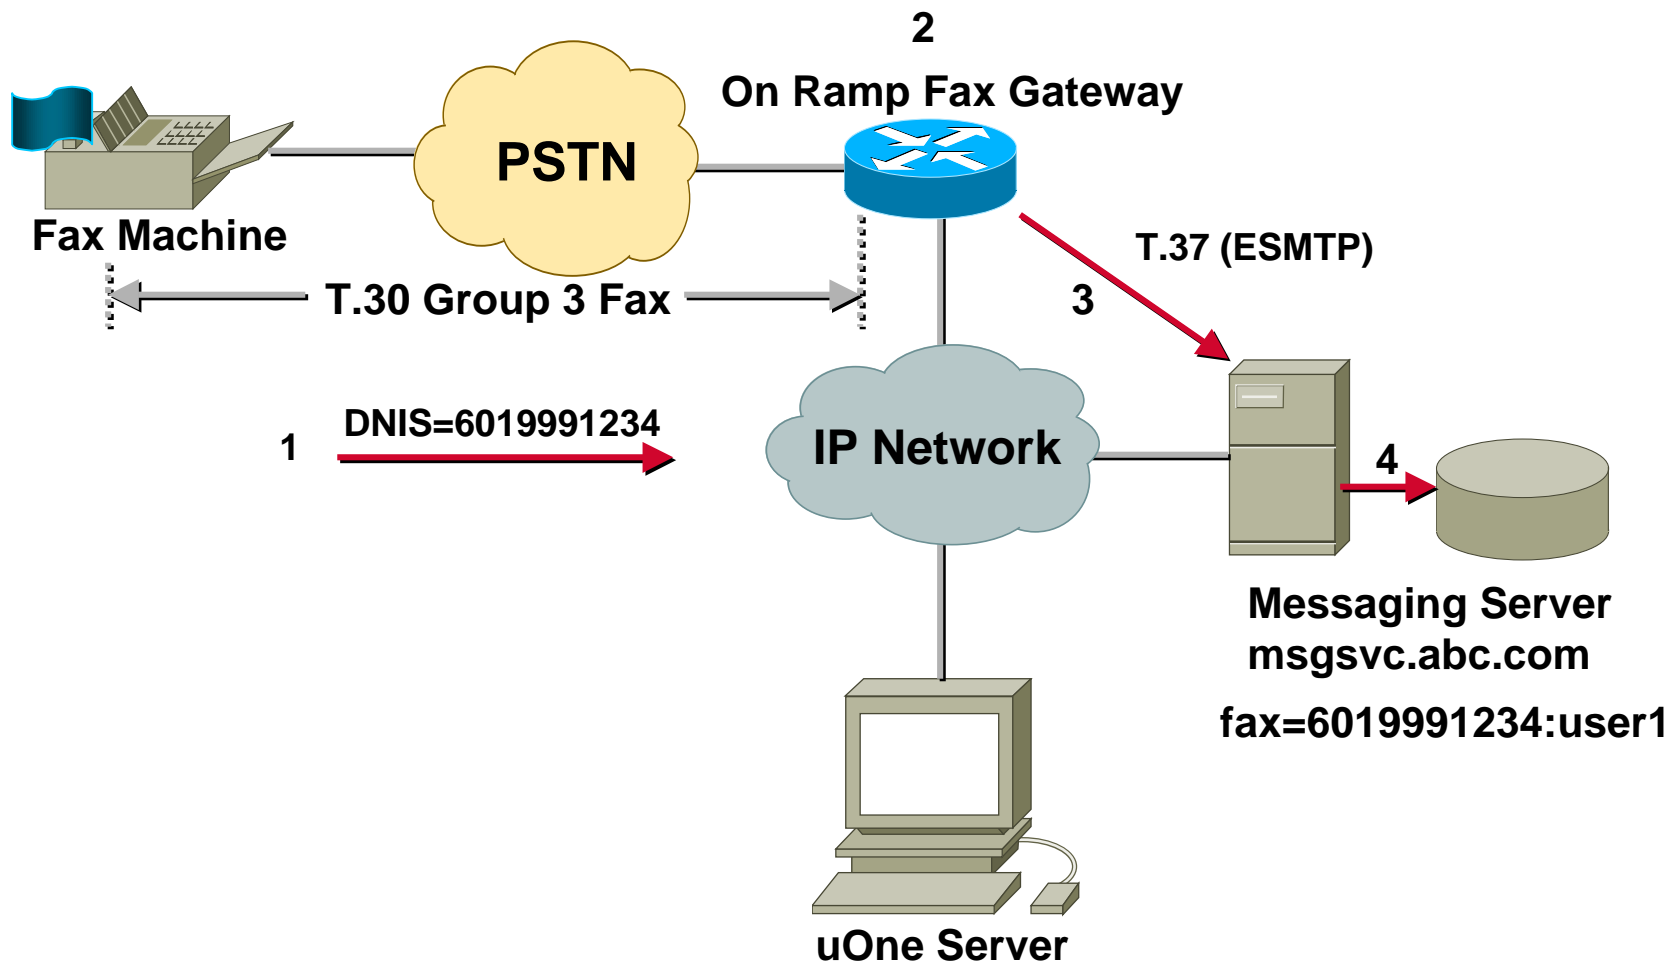 2
On Ramp Fax Gateway
PSTN
Fax Machine
T.37 (ESMTP)
T.30 Group 3 Fax
3
DNIS=6019991234
1
IP Network
4
Messaging Server
msgsvc.abc.com
fax=6019991234:user1
uOne Server